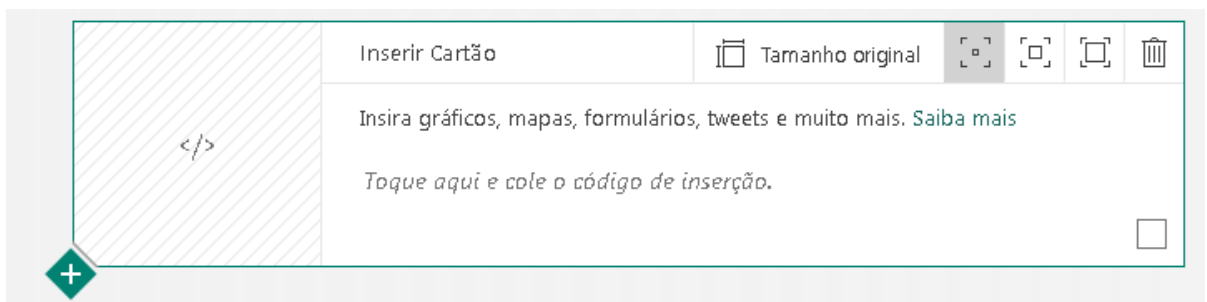 Inserir Cartão
Tamanho original
Insira gráficos, mapas, formulários, tweets e muito mais. Saiba mais
</>
Toque aqui e cole o código de inserção.